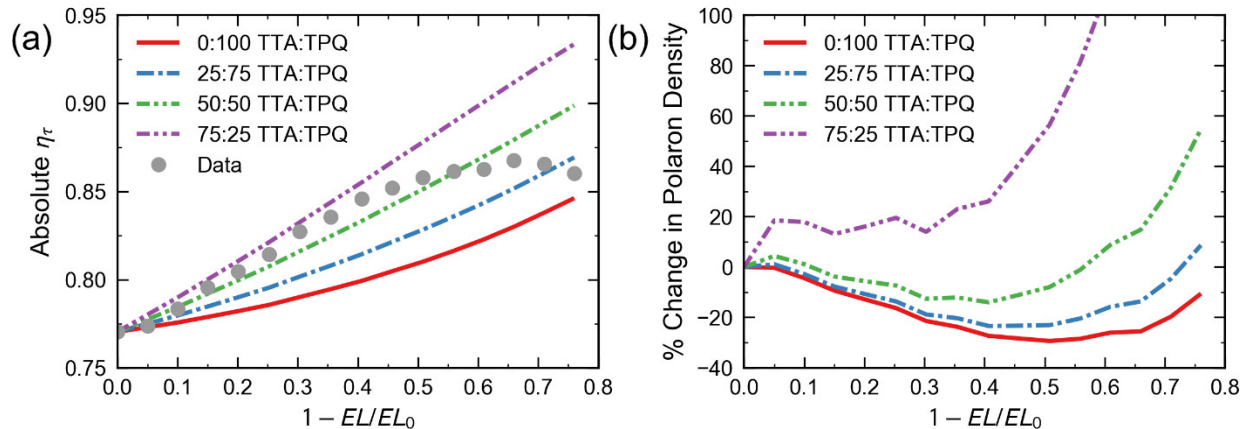 (a)
Absolute ητ
0.95
0.90
0.85
0.80
0.75
0:100 TTA:TPQ
25:75 TTA:TPQ
50:50 TTA:TPQ
75:25 TTA:TPQ
Data
0.0 0.1 0.2 0.3 0.4 0.5 0.6 0.7 0.8
1 − EL/EL₀
(b)
% Change in Polaron Density
100
80
60
40
20
0
−20
−40
0:100 TTA:TPQ
25:75 TTA:TPQ
50:50 TTA:TPQ
75:25 TTA:TPQ
0.0 0.1 0.2 0.3 0.4 0.5 0.6 0.7 0.8
1 − EL/EL₀